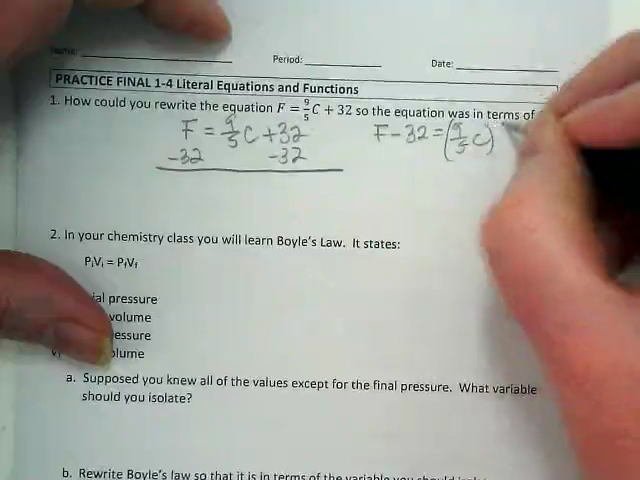 Name: Period: Date:
PRACTICE FINAL 1-4 Literal Equations and Functions
1. How could you rewrite the equation F = 9/5 C + 32 so the equation was in terms of
F = 9/5 C + 32 F - 32 = (9/5 C)
-32 -32
2. In your chemistry class you will learn Boyle's Law. It states:
PᵢVᵢ = PfVf
ial pressure
volume
essure
olume
a. Supposed you knew all of the values except for the final pressure. What variable
should you isolate?
b. Rewrite Boyle's law so that it is in terms of the variable you should